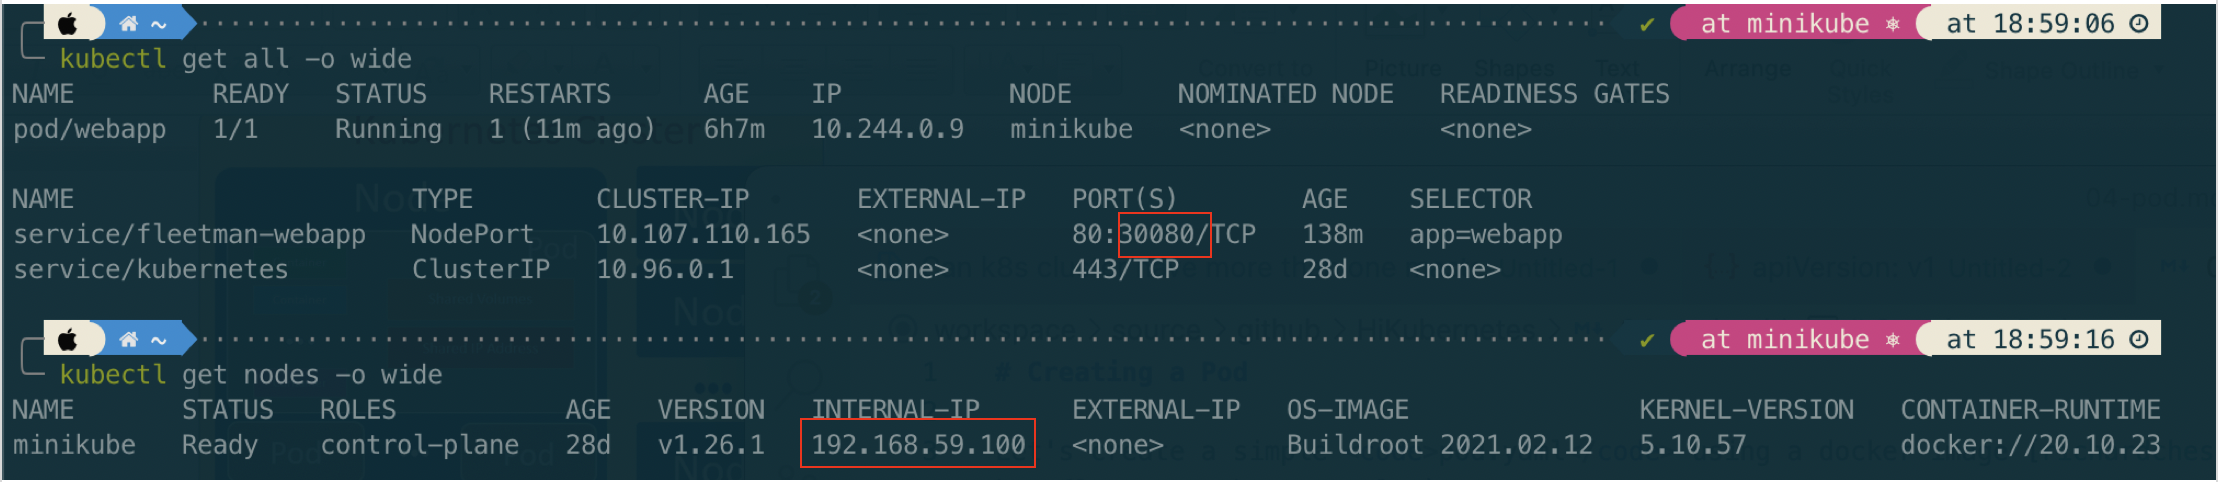 ~ ✔ at minikube ⎈ at 18:59:06
kubectl get all -o wide
NAME READY STATUS RESTARTS AGE IP NODE NOMINATED NODE READINESS GATES
pod/webapp 1/1 Running 1 (11m ago) 6h7m 10.244.0.9 minikube <none> <none>
NAME TYPE CLUSTER-IP EXTERNAL-IP PORT(S) AGE SELECTOR
service/fleetman-webapp NodePort 10.107.110.165 <none> 80:30080/TCP 138m app=webapp
service/kubernetes ClusterIP 10.96.0.1 <none> 443/TCP 28d <none>
~ ✔ at minikube ⎈ at 18:59:16
kubectl get nodes -o wide
NAME STATUS ROLES AGE VERSION INTERNAL-IP EXTERNAL-IP OS-IMAGE KERNEL-VERSION CONTAINER-RUNTIME
minikube Ready control-plane 28d v1.26.1 192.168.59.100 <none> Buildroot 2021.02.12 5.10.57 docker://20.10.23